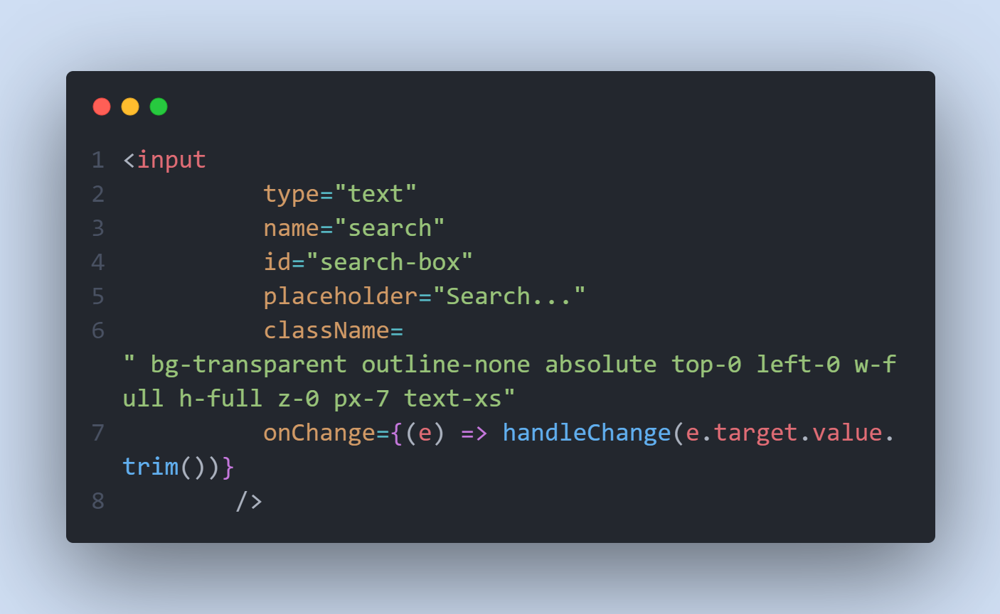 1 <input
2 type="text"
3 name="search"
4 id="search-box"
5 placeholder="Search..."
6 className=
" bg-transparent outline-none absolute top-0 left-0 w-f
ull h-full z-0 px-7 text-xs"
7 onChange={(e) => handleChange(e.target.value.
trim())}
8 />